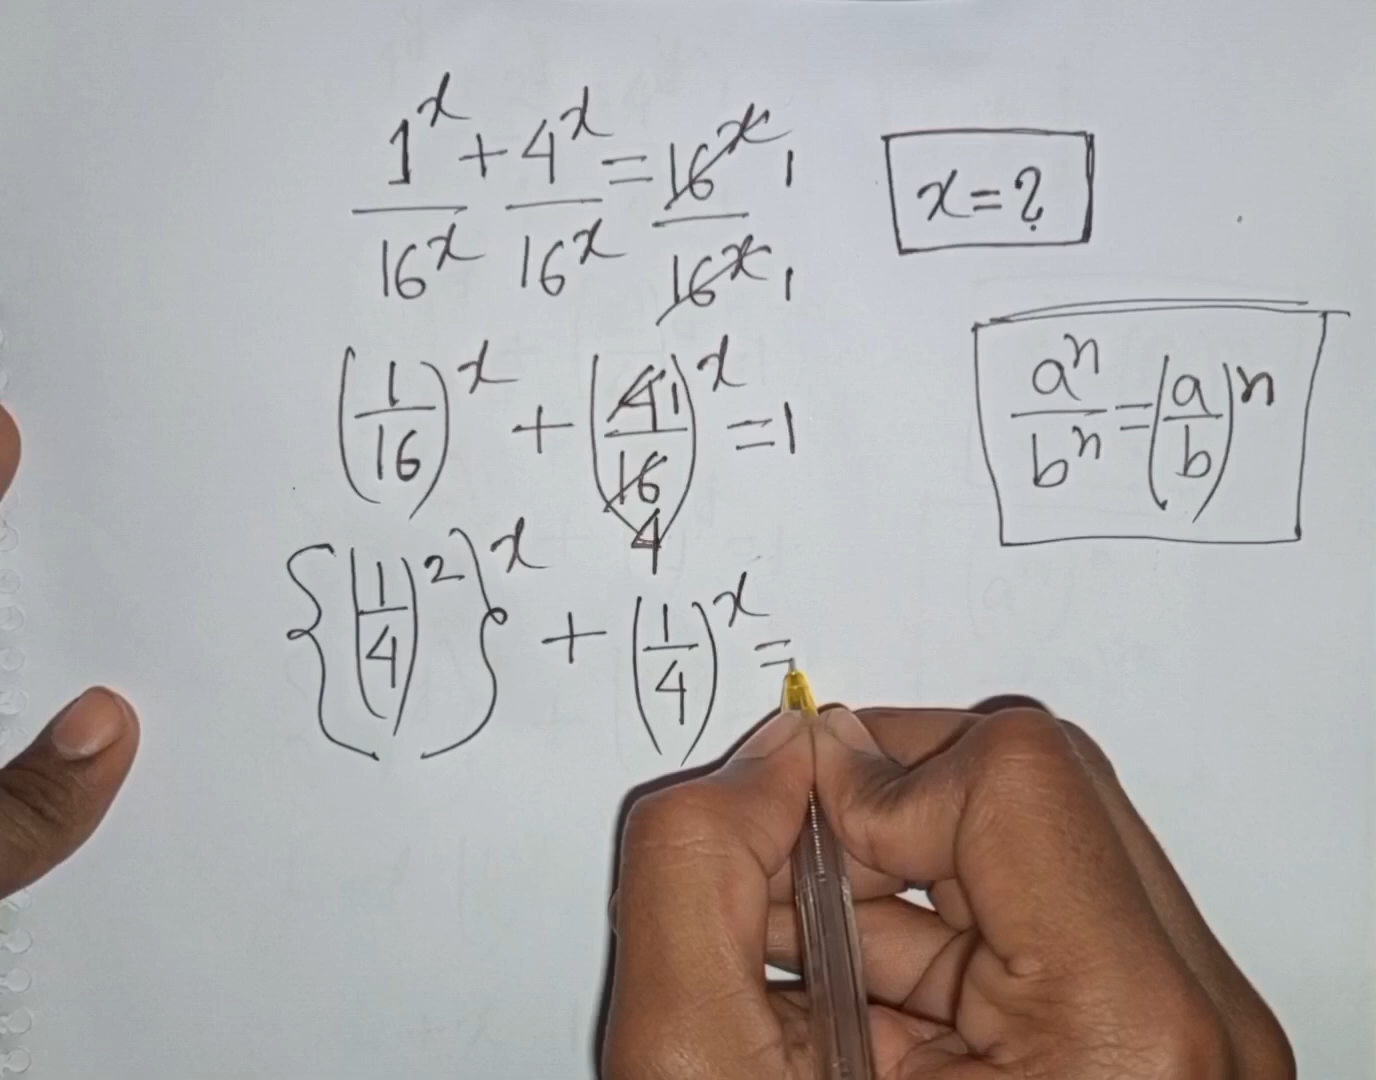 1^x + 4^x = 16^x 1
16^x 16^x 16^x 1
x = ?
(1/16)^x + (4 1/16 4)^x = 1
a^n/b^n = (a/b)^n
{(1/4)^2}^x + (1/4)^x =